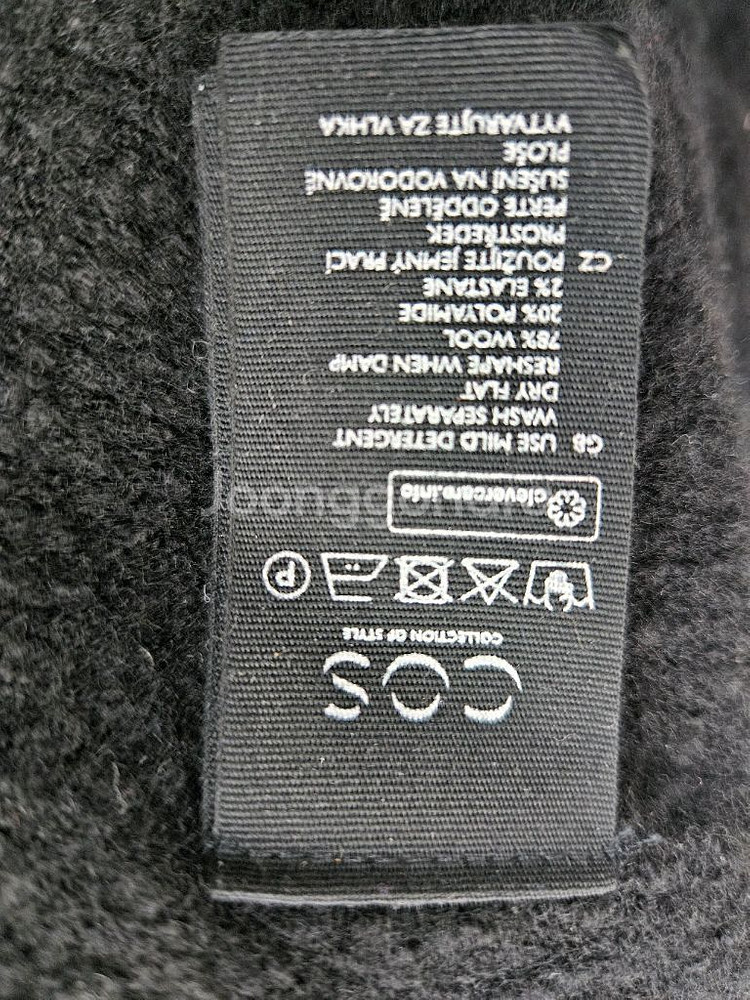 COS
COLLECTION OF STYLE
P
clevercare.info
GB USE MILD DETERGENT
WASH SEPARATELY
DRY FLAT
RESHAPE WHEN DAMP
78% WOOL
20% POLYAMIDE
2% ELASTANE
CZ POUŽIJTE JEMNÝ PRACÍ
PROSTŘEDEK
PERTE ODDĚLENĚ
SUŠENÍ NA VODOROVNÉ
PLOŠE
VYTVARUJTE ZA VLHKA